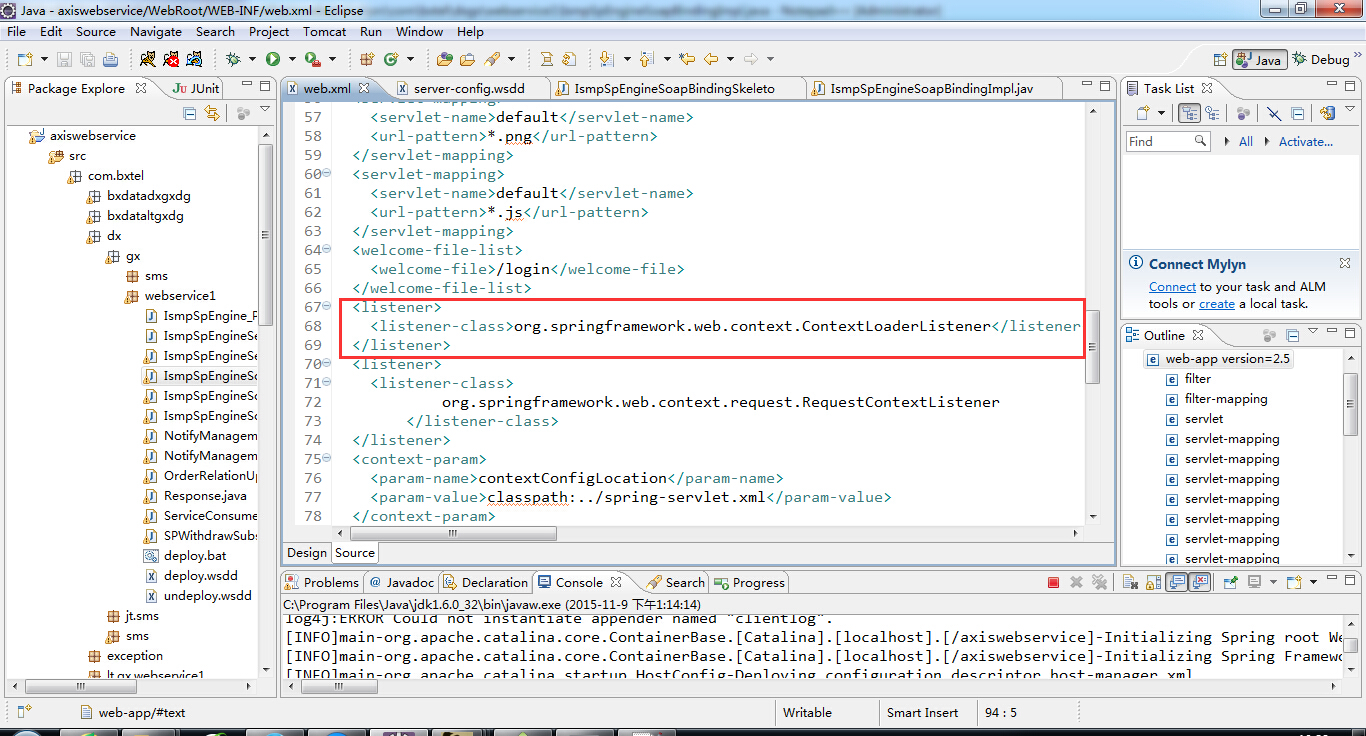 Java - axiswebservice/WebRoot/WEB-INF/web.xml - Eclipse
File Edit Source Navigate Search Project Tomcat Run Window Help
Java Debug
Package Explorer JUnit
axiswebservice
src
com.bxtel
bxdatadxgxdg
bxdataltgxdg
dx
gx
sms
webservice1
IsmpSpEngine_F
IsmpSpEngineSe
IsmpSpEngineSe
IsmpSpEngineSo
IsmpSpEngineSo
IsmpSpEngineSo
NotifyManagem
NotifyManagem
OrderRelationUp
Response.java
ServiceConsume
SPWithdrawSubs
deploy.bat
deploy.wsdd
undeploy.wsdd
jt.sms
sms
exception
lt.gx.webservice1
web.xml server-config.wsdd IsmpSpEngineSoapBindingSkeleto IsmpSpEngineSoapBindingImpl.jav
56 <servlet-mapping>
57 <servlet-name>default</servlet-name>
58 <url-pattern>*.png</url-pattern>
59 </servlet-mapping>
60 <servlet-mapping>
61 <servlet-name>default</servlet-name>
62 <url-pattern>*.js</url-pattern>
63 </servlet-mapping>
64 <welcome-file-list>
65 <welcome-file>/login</welcome-file>
66 </welcome-file-list>
67 <listener>
68 <listener-class>org.springframework.web.context.ContextLoaderListener</listener
69 </listener>
70 <listener>
71 <listener-class>
72 org.springframework.web.context.request.RequestContextListener
73 </listener-class>
74 </listener>
75 <context-param>
76 <param-name>contextConfigLocation</param-name>
77 <param-value>classpath:../spring-servlet.xml</param-value>
78 </context-param>
Design Source
Task List
Find All Activate...
Connect Mylyn
Connect to your task and ALM
tools or create a local task.
Outline
web-app version=2.5
filter
filter-mapping
servlet
servlet-mapping
servlet-mapping
servlet-mapping
servlet-mapping
servlet-mapping
servlet-mapping
servlet-mapping
Problems Javadoc Declaration Console Search Progress
C:\Program Files\Java\jdk1.6.0_32\bin\javaw.exe (2015-11-9 下午1:14:14)
log4j:ERROR Could not instantiate appender named "clientlog".
[INFO]main-org.apache.catalina.core.ContainerBase.[Catalina].[localhost].[/axiswebservice]-Initializing Spring root We
[INFO]main-org.apache.catalina.core.ContainerBase.[Catalina].[localhost].[/axiswebservice]-Initializing Spring Framewo
[INFO]main-org.apache.catalina.startup.HostConfig-Deploying configuration descriptor host-manager.xml
web-app/#text Writable Smart Insert 94 : 5